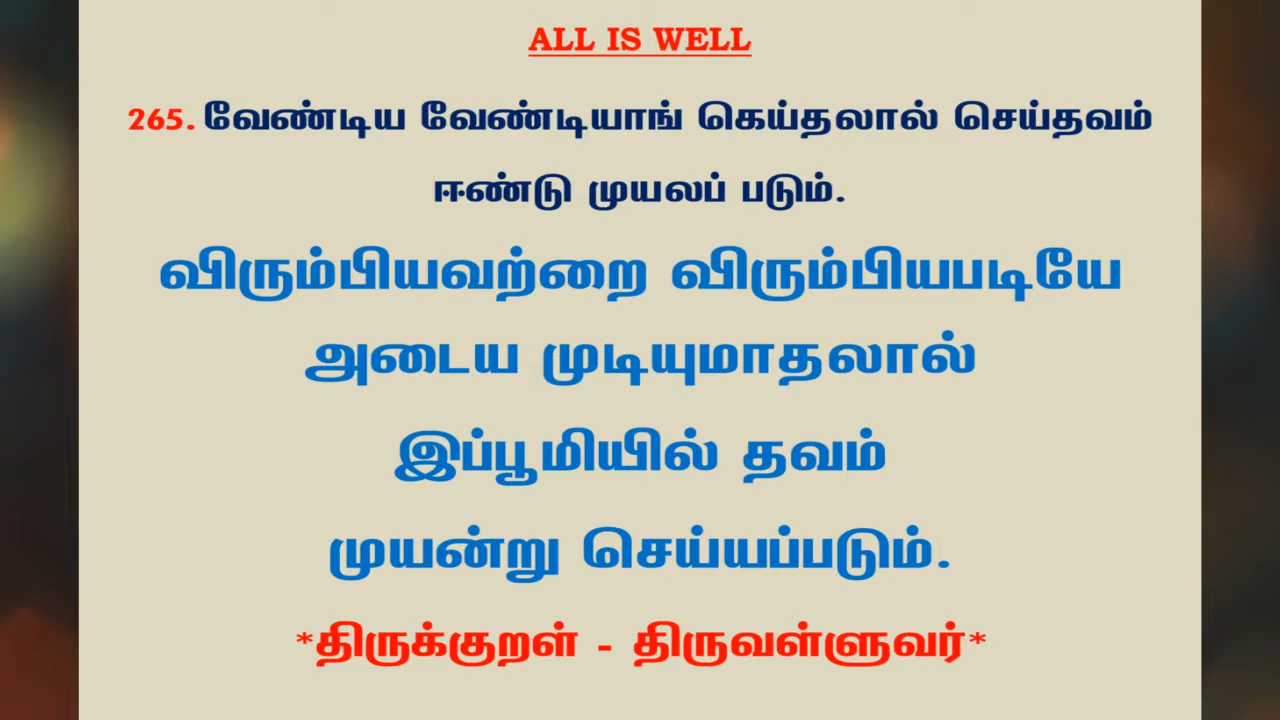 ALL IS WELL
265. வேண்டிய வேண்டியாங் கெய்தலால் செய்தவம்
ஈண்டு முயலப் படும்.
விரும்பியவற்றை விரும்பியபடியே
அடைய முடியுமாதலால்
இப்பூமியில் தவம்
முயன்று செய்யப்படும்.
*திருக்குறள் - திருவள்ளுவர்*